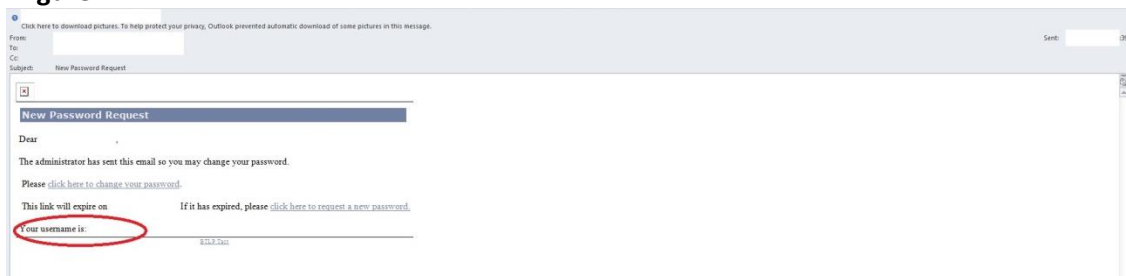 Click here to download pictures. To help protect your privacy, Outlook prevented automatic download of some pictures in this message.
From:
Sent:
To:
Cc:
Subject: New Password Request
New Password Request
Dear ,
The administrator has sent this email so you may change your password.
Please click here to change your password.
This link will expire on If it has expired, please click here to request a new password.
Your username is: